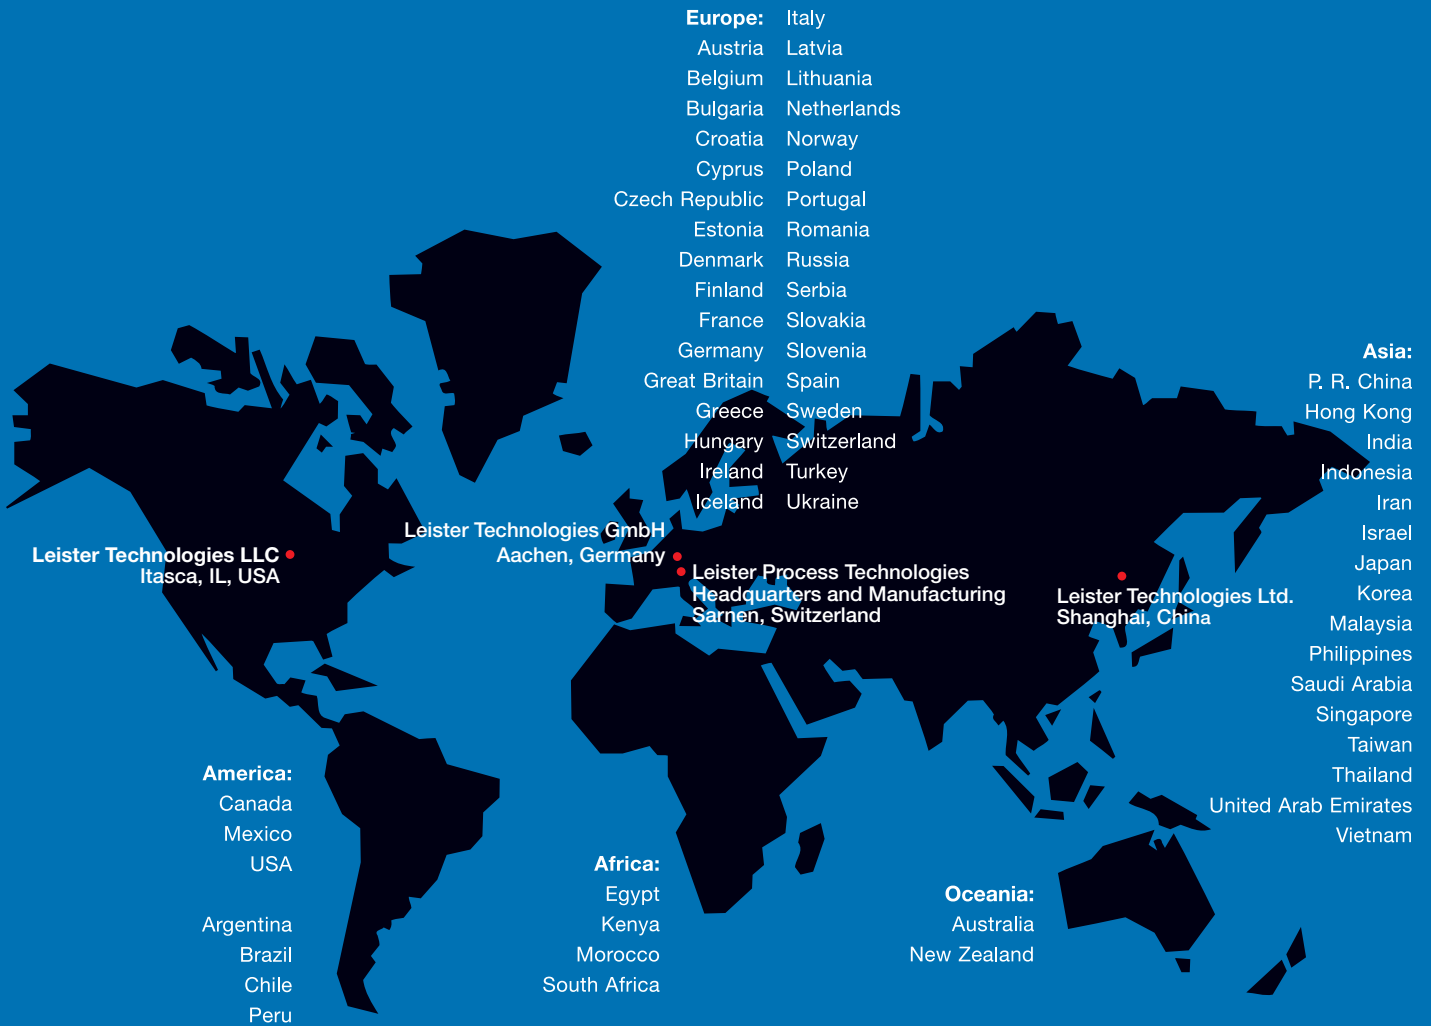 Europe:
Austria
Belgium
Bulgaria
Croatia
Cyprus
Czech Republic
Estonia
Denmark
Finland
France
Germany
Great Britain
Greece
Hungary
Ireland
Iceland
Italy
Latvia
Lithuania
Netherlands
Norway
Poland
Portugal
Romania
Russia
Serbia
Slovakia
Slovenia
Spain
Sweden
Switzerland
Turkey
Ukraine
Asia:
P. R. China
Hong Kong
India
Indonesia
Iran
Israel
Japan
Korea
Malaysia
Philippines
Saudi Arabia
Singapore
Taiwan
Thailand
United Arab Emirates
Vietnam
Leister Technologies LLC
Itasca, IL, USA
Leister Technologies GmbH
Aachen, Germany
Leister Process Technologies
Headquarters and Manufacturing
Sarnen, Switzerland
Leister Technologies Ltd.
Shanghai, China
America:
Canada
Mexico
USA
Argentina
Brazil
Chile
Peru
Africa:
Egypt
Kenya
Morocco
South Africa
Oceania:
Australia
New Zealand